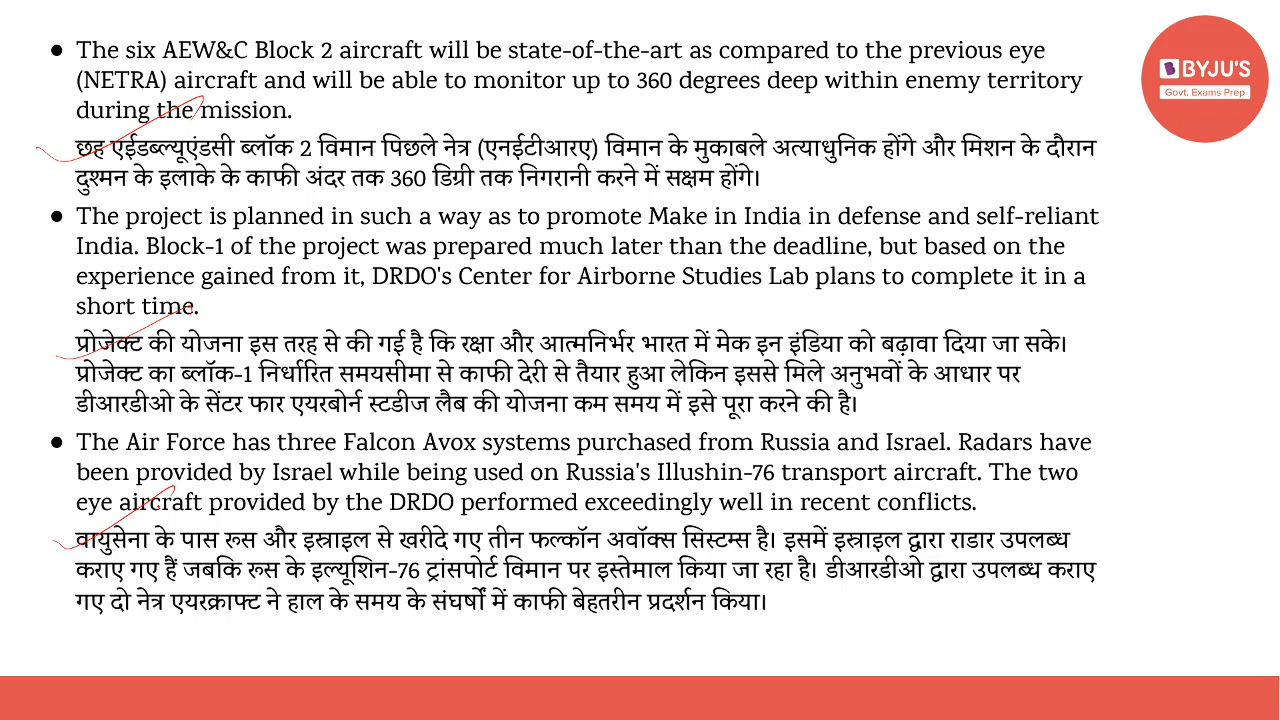 ● The six AEW&C Block 2 aircraft will be state-of-the-art as compared to the previous eye
(NETRA) aircraft and will be able to monitor up to 360 degrees deep within enemy territory
during the mission.
छह एईडब्ल्यूएंडसी ब्लॉक 2 विमान पिछले नेत्र (एनईटीआरए) विमान के मुकाबले अत्याधुनिक होंगे और मिशन के दौरान
दुश्मन के इलाके के काफी अंदर तक 360 डिग्री तक निगरानी करने में सक्षम होंगे।
● The project is planned in such a way as to promote Make in India in defense and self-reliant
India. Block-1 of the project was prepared much later than the deadline, but based on the
experience gained from it, DRDO's Center for Airborne Studies Lab plans to complete it in a
short time.
प्रोजेक्ट की योजना इस तरह से की गई है कि रक्षा और आत्मनिर्भर भारत में मेक इन इंडिया को बढ़ावा दिया जा सके।
प्रोजेक्ट का ब्लॉक-1 निर्धारित समयसीमा से काफी देरी से तैयार हुआ लेकिन इससे मिले अनुभवों के आधार पर
डीआरडीओ के सेंटर फार एयरबोर्न स्टडीज लैब की योजना कम समय में इसे पूरा करने की है।
● The Air Force has three Falcon Avox systems purchased from Russia and Israel. Radars have
been provided by Israel while being used on Russia's Illushin-76 transport aircraft. The two
eye aircraft provided by the DRDO performed exceedingly well in recent conflicts.
वायुसेना के पास रूस और इस्राइल से खरीदे गए तीन फल्कॉन अवॉक्स सिस्टम्स है। इसमें इस्राइल द्वारा राडार उपलब्ध
कराए गए हैं जबकि रूस के इल्यूशिन-76 ट्रांसपोर्ट विमान पर इस्तेमाल किया जा रहा है। डीआरडीओ द्वारा उपलब्ध कराए
गए दो नेत्र एयरक्राफ्ट ने हाल के समय के संघर्षों में काफी बेहतरीन प्रदर्शन किया।
BYJU'S
Govt. Exams Prep